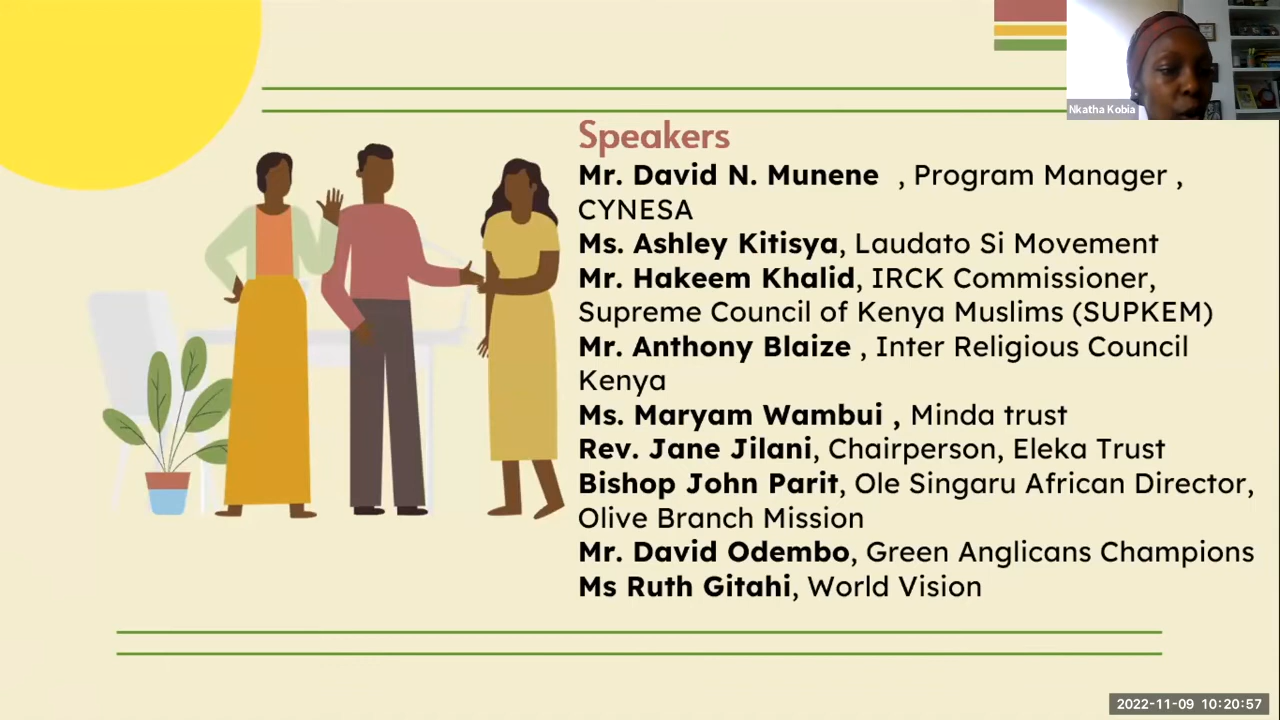 Nkatha Kobia
Speakers
Mr. David N. Munene , Program Manager ,
CYNESA
Ms. Ashley Kitisya, Laudato Si Movement
Mr. Hakeem Khalid, IRCK Commissioner,
Supreme Council of Kenya Muslims (SUPKEM)
Mr. Anthony Blaize , Inter Religious Council
Kenya
Ms. Maryam Wambui , Minda trust
Rev. Jane Jilani, Chairperson, Eleka Trust
Bishop John Parit, Ole Singaru African Director,
Olive Branch Mission
Mr. David Odembo, Green Anglicans Champions
Ms Ruth Gitahi, World Vision
2022-11-09 10:20:57